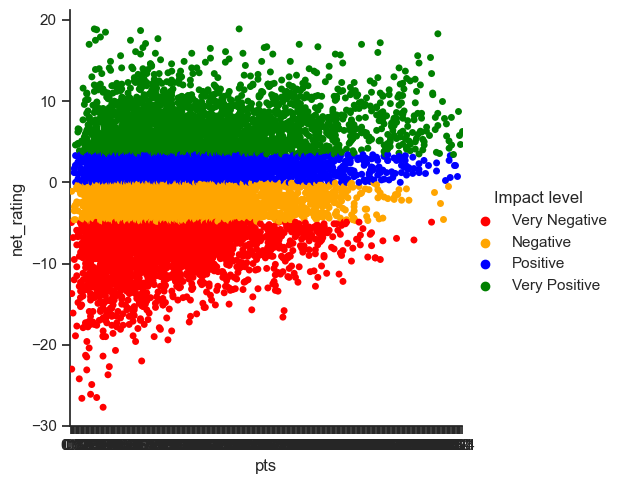 20
10
0
−10
−20
−30
net_rating
pts
Impact level
Very Negative
Negative
Positive
Very Positive